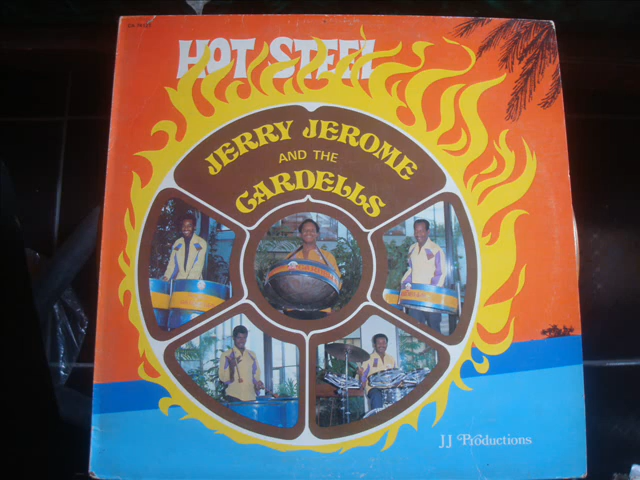 HOT STEEL
JERRY JEROME
AND THE
CARDELLS
JJ Productions